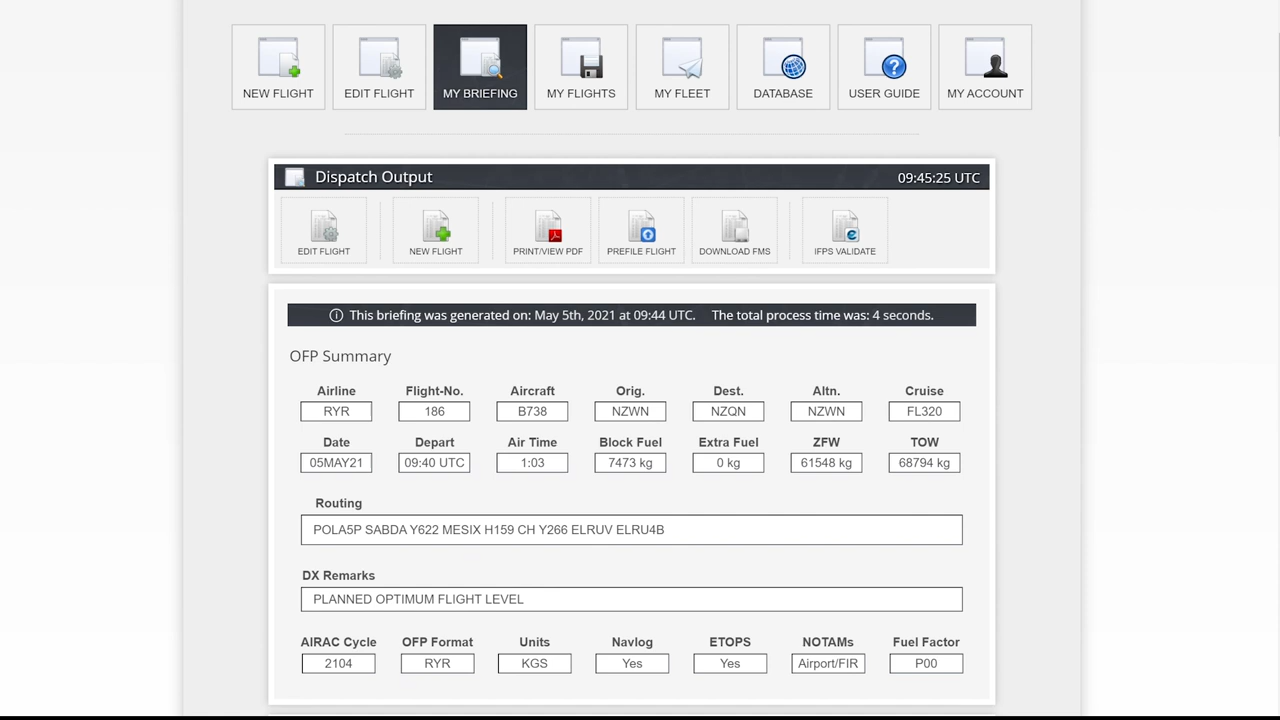 NEW FLIGHT EDIT FLIGHT MY BRIEFING MY FLIGHTS MY FLEET DATABASE USER GUIDE MY ACCOUNT
Dispatch Output 09:45:25 UTC
EDIT FLIGHT NEW FLIGHT PRINT/VIEW PDF PREFILE FLIGHT DOWNLOAD FMS IFPS VALIDATE
This briefing was generated on: May 5th, 2021 at 09:44 UTC. The total process time was: 4 seconds.
OFP Summary
Airline Flight-No. Aircraft Orig. Dest. Altn. Cruise
RYR 186 B738 NZWN NZQN NZWN FL320
Date Depart Air Time Block Fuel Extra Fuel ZFW TOW
05MAY21 09:40 UTC 1:03 7473 kg 0 kg 61548 kg 68794 kg
Routing
POLA5P SABDA Y622 MESIX H159 CH Y266 ELRUV ELRU4B
DX Remarks
PLANNED OPTIMUM FLIGHT LEVEL
AIRAC Cycle OFP Format Units Navlog ETOPS NOTAMs Fuel Factor
2104 RYR KGS Yes Yes Airport/FIR P00